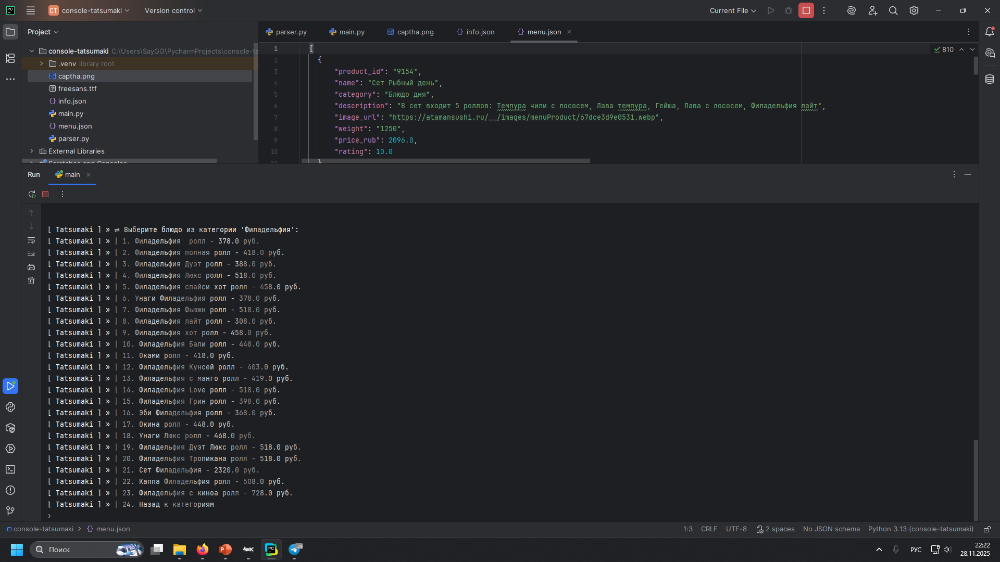 console-tatsumaki
Version control
Current File
Project
parser.py
main.py
captha.png
info.json
menu.json
console-tatsumaki C:\Users\SayGG\PycharmProjects\console-ta
.venv library root
captha.png
freesans.ttf
info.json
main.py
menu.json
parser.py
External Libraries
Scratches and Consoles
810
1 [
2 {
3 "product_id": "9154",
4 "name": "Сет Рыбный день",
5 "category": "Блюдо дня",
6 "description": "В сет входит 5 роллов: Темпура чили с лососем, Лава темпура, Гейша, Лава с лососем, Филадельфия лайт",
7 "image_url": "https://atamansushi.ru/__/images/menuProduct/67dce3d9e0531.webp",
8 "weight": "1250",
9 "price_rub": 2096.0,
10 "rating": 10.0
11 }
Run
main
[ Tatsumaki ] » ⇌ Выберите блюдо из категории 'Филадельфия':
[ Tatsumaki ] » | 1. Филадельфия  ролл - 378.0 руб.
[ Tatsumaki ] » | 2. Филадельфия полная ролл - 418.0 руб.
[ Tatsumaki ] » | 3. Филадельфия Дуэт ролл - 388.0 руб.
[ Tatsumaki ] » | 4. Филадельфия Люкс ролл - 518.0 руб.
[ Tatsumaki ] » | 5. Филадельфия спайси хот ролл - 458.0 руб.
[ Tatsumaki ] » | 6. Унаги Филадельфия ролл - 378.0 руб.
[ Tatsumaki ] » | 7. Филадельфия Фьюжн ролл - 518.0 руб.
[ Tatsumaki ] » | 8. Филадельфия лайт ролл - 308.0 руб.
[ Tatsumaki ] » | 9. Филадельфия хот ролл - 458.0 руб.
[ Tatsumaki ] » | 10. Филадельфия Бали ролл - 448.0 руб.
[ Tatsumaki ] » | 11. Оками ролл - 418.0 руб.
[ Tatsumaki ] » | 12. Филадельфия Кунсей ролл - 403.0 руб.
[ Tatsumaki ] » | 13. Филадельфия с манго ролл - 419.0 руб.
[ Tatsumaki ] » | 14. Филадельфия Love ролл - 518.0 руб.
[ Tatsumaki ] » | 15. Филадельфия Грин ролл - 398.0 руб.
[ Tatsumaki ] » | 16. Эби Филадельфия ролл - 368.0 руб.
[ Tatsumaki ] » | 17. Окина ролл - 448.0 руб.
[ Tatsumaki ] » | 18. Унаги Люкс ролл - 468.0 руб.
[ Tatsumaki ] » | 19. Филадельфия Дуэт Люкс ролл - 518.0 руб.
[ Tatsumaki ] » | 20. Филадельфия Тропикана ролл - 518.0 руб.
[ Tatsumaki ] » | 21. Сет Филадельфия - 2320.0 руб.
[ Tatsumaki ] » | 22. Каппа Филадельфия ролл - 508.0 руб.
[ Tatsumaki ] » | 23. Филадельфия с киноа ролл - 728.0 руб.
[ Tatsumaki ] » | 24. Назад к категориям
›
console-tatsumaki > menu.json
1:3 CRLF UTF-8 2 spaces No JSON schema Python 3.13 (console-tatsumaki)
Поиск
РУС
22:22
28.11.2025